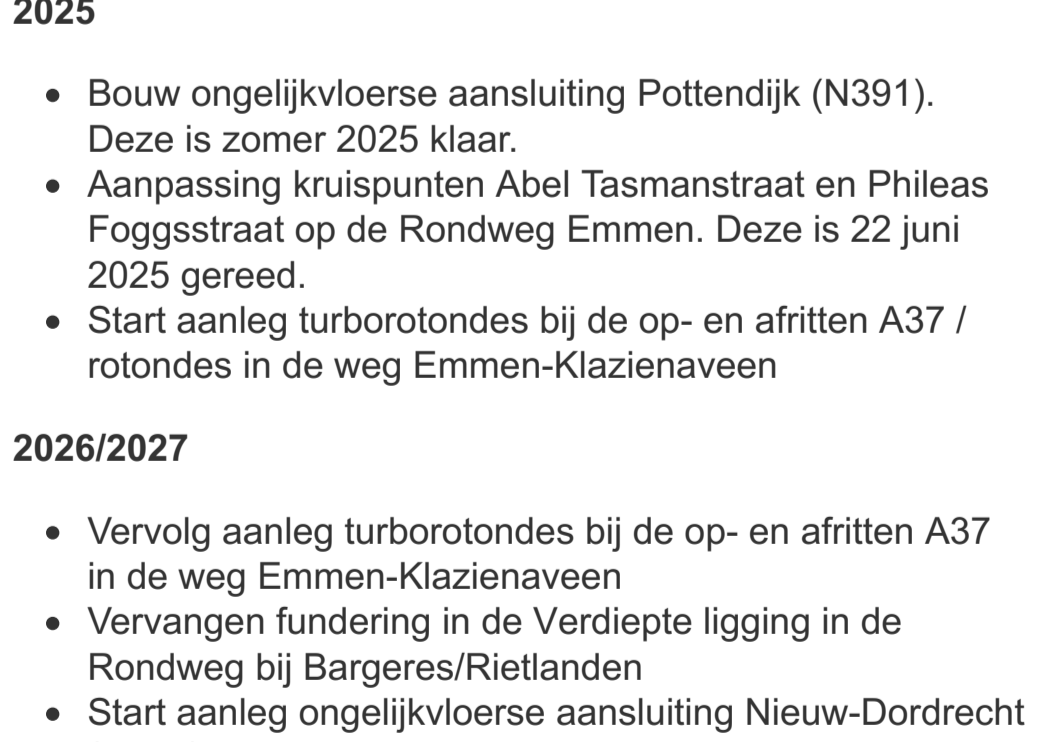 2025
• Bouw ongelijkvloerse aansluiting Pottendijk (N391).
Deze is zomer 2025 klaar.
• Aanpassing kruispunten Abel Tasmanstraat en Phileas
Foggsstraat op de Rondweg Emmen. Deze is 22 juni
2025 gereed.
• Start aanleg turborotondes bij de op- en afritten A37 /
rotondes in de weg Emmen-Klazienaveen
2026/2027
• Vervolg aanleg turborotondes bij de op- en afritten A37
in de weg Emmen-Klazienaveen
• Vervangen fundering in de Verdiepte ligging in de
Rondweg bij Bargeres/Rietlanden
• Start aanleg ongelijkvloerse aansluiting Nieuw-Dordrecht